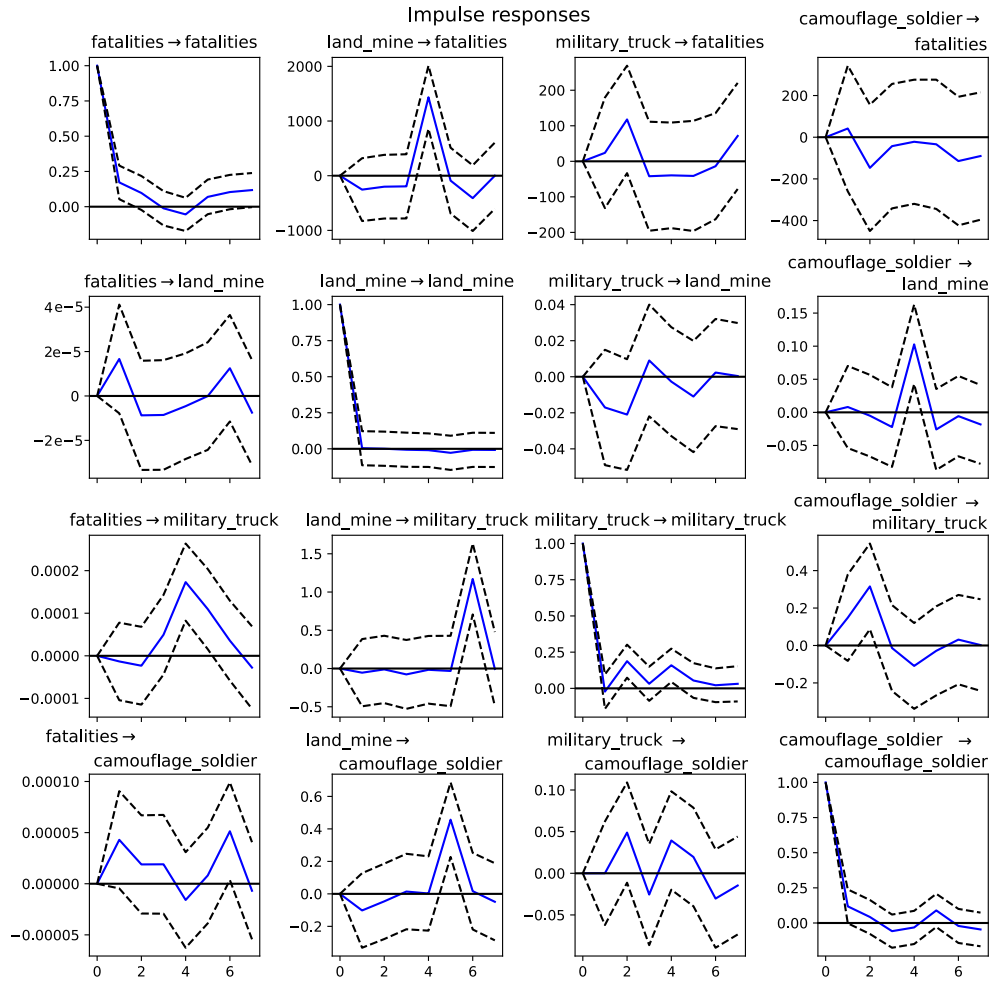 Impulse responses
fatalities → fatalities
land_mine → fatalities
military_truck → fatalities
camouflage_soldier →
fatalities
1.00
0.75
0.50
0.25
0.00
2000
1000
0
−1000
200
100
0
−100
−200
200
0
−200
−400
fatalities → land_mine
land_mine → land_mine
military_truck → land_mine
camouflage_soldier →
land_mine
4e−5
2e−5
0
−2e−5
1.00
0.75
0.50
0.25
0.00
0.04
0.02
0.00
−0.02
−0.04
0.15
0.10
0.05
0.00
−0.05
fatalities → military_truck
land_mine → military_truck
military_truck → military_truck
camouflage_soldier →
military_truck
0.0002
0.0001
0.0000
−0.0001
1.5
1.0
0.5
0.0
−0.5
1.00
0.75
0.50
0.25
0.00
0.4
0.2
0.0
−0.2
fatalities →
camouflage_soldier
land_mine →
camouflage_soldier
military_truck →
camouflage_soldier
camouflage_soldier →
camouflage_soldier
0.00010
0.00005
0.00000
−0.00005
0.6
0.4
0.2
0.0
−0.2
0.10
0.05
0.00
−0.05
1.00
0.75
0.50
0.25
0.00
0 2 4 6
0 2 4 6
0 2 4 6
0 2 4 6